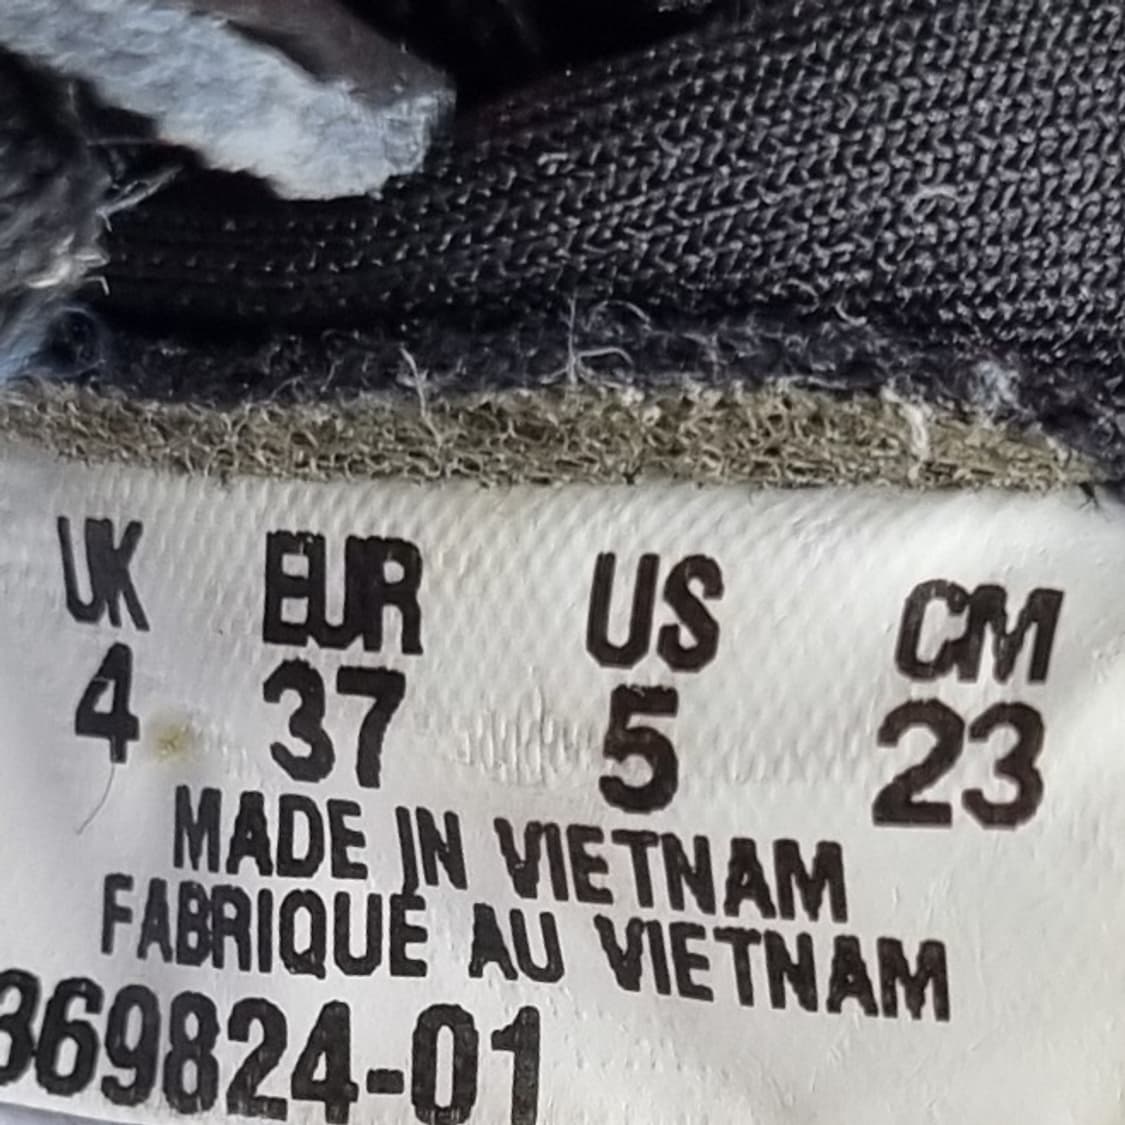 UK EUR US CM
4 37 5 23
MADE IN VIETNAM
FABRIQUÉ AU VIETNAM
369824-01